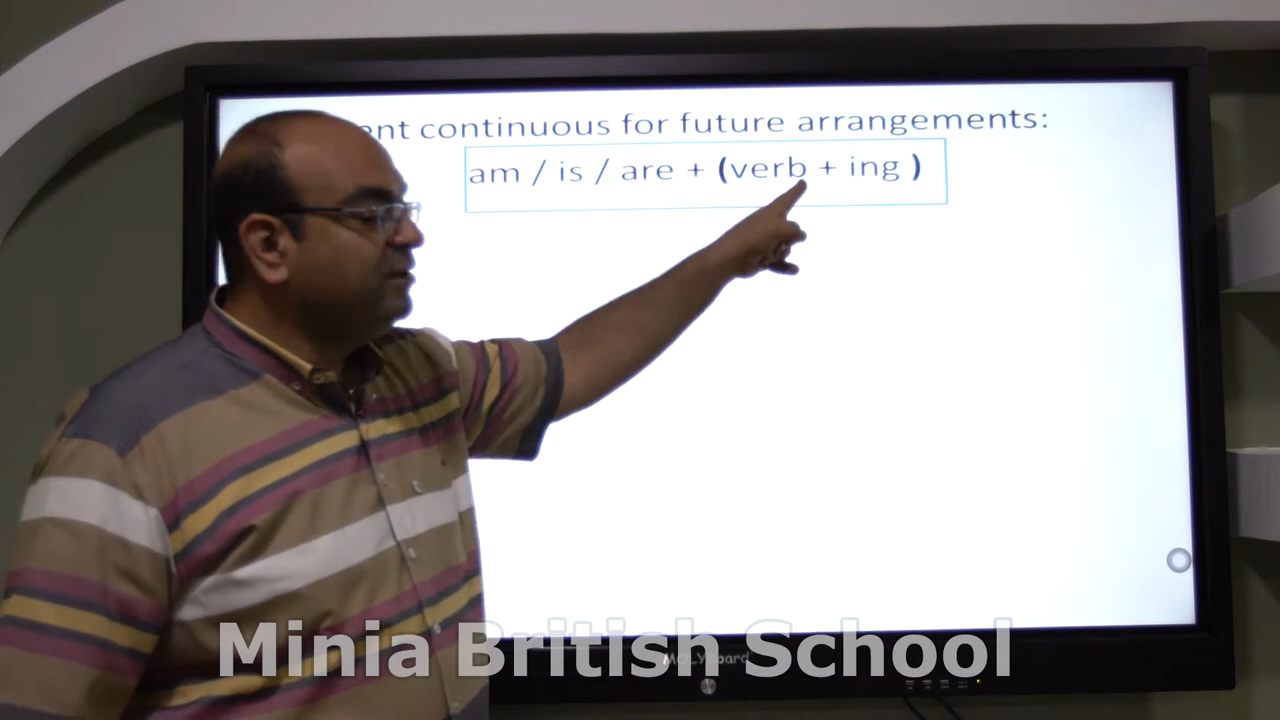 ent continuous for future arrangements:
am / is / are + (verb + ing )
Minia British School